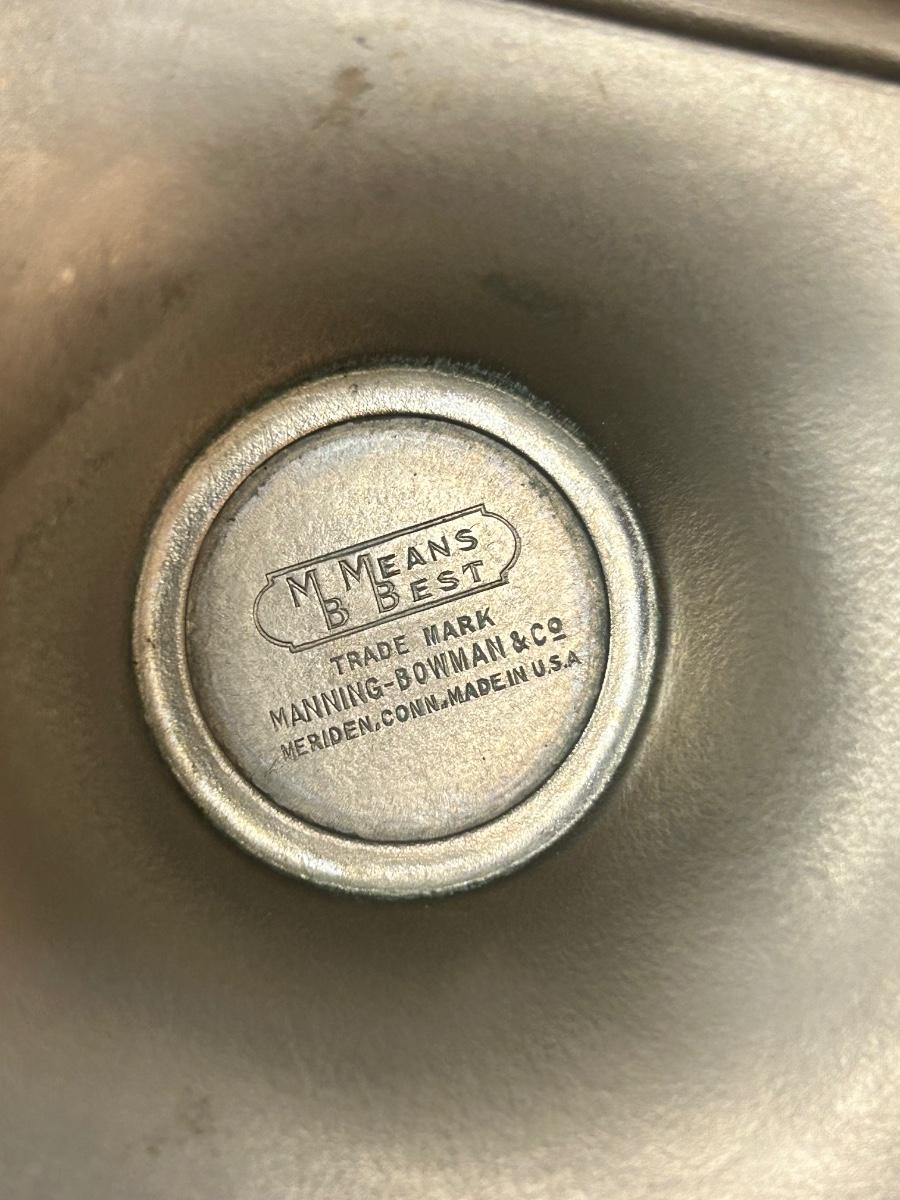 M MEANS
B BEST
TRADE MARK
MANNING-BOWMAN & Cº
MERIDEN, CONN. MADE IN U.S.A